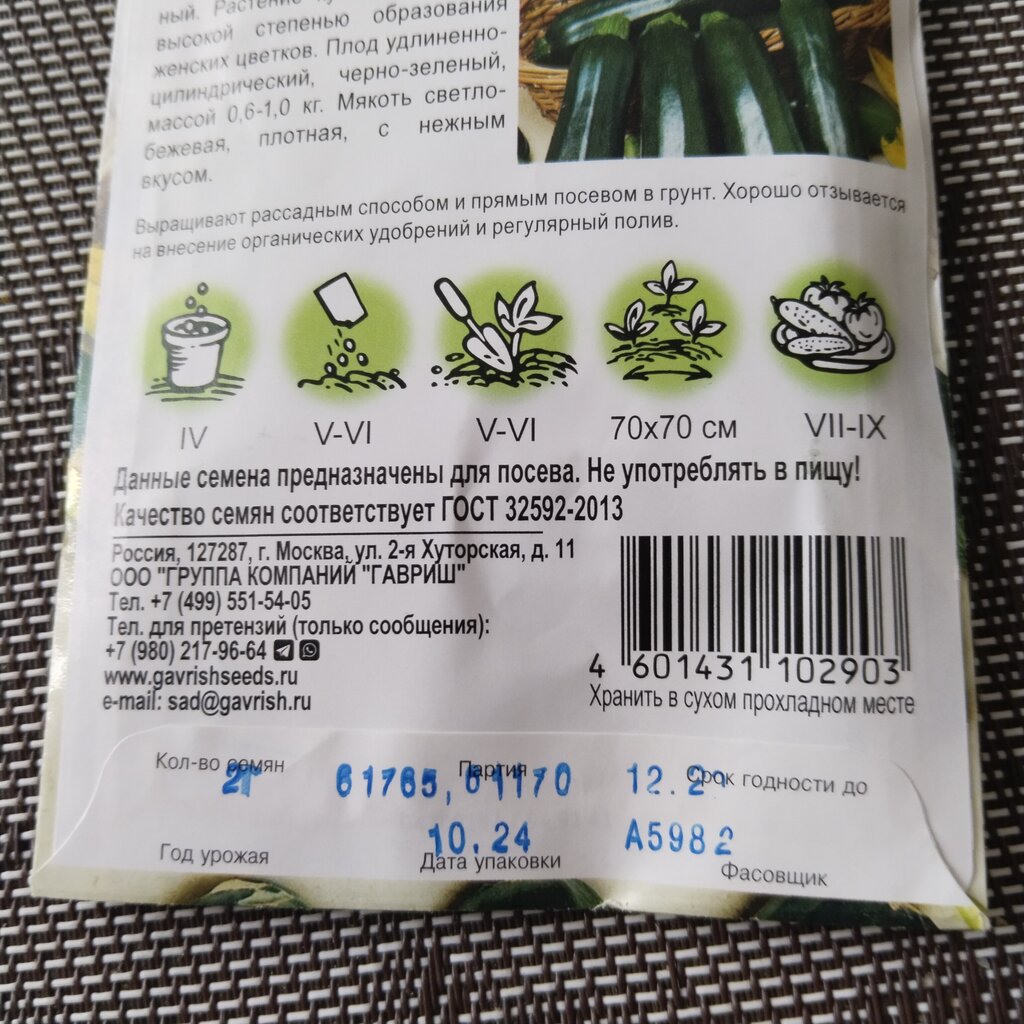 ный. Растение
высокой степенью образования
женских цветков. Плод удлиненно-
цилиндрический, черно-зеленый,
массой 0,6-1,0 кг. Мякоть светло-
бежевая, плотная, с нежным
вкусом.
Выращивают рассадным способом и прямым посевом в грунт. Хорошо отзывается
на внесение органических удобрений и регулярный полив.
IV V-VI V-VI 70x70 см VII-IX
Данные семена предназначены для посева. Не употреблять в пищу!
Качество семян соответствует ГОСТ 32592-2013
Россия, 127287, г. Москва, ул. 2-я Хуторская, д. 11
ООО "ГРУППА КОМПАНИЙ "ГАВРИШ"
Тел. +7 (499) 551-54-05
Тел. для претензий (только сообщения):
+7 (980) 217-96-64
www.gavrishseeds.ru
e-mail: sad@gavrish.ru
4 601431 102903
Хранить в сухом прохладном месте
Кол-во семян Партия Срок годности до
2г 61765, 61170
10.24 А5982
Год урожая Дата упаковки Фасовщик